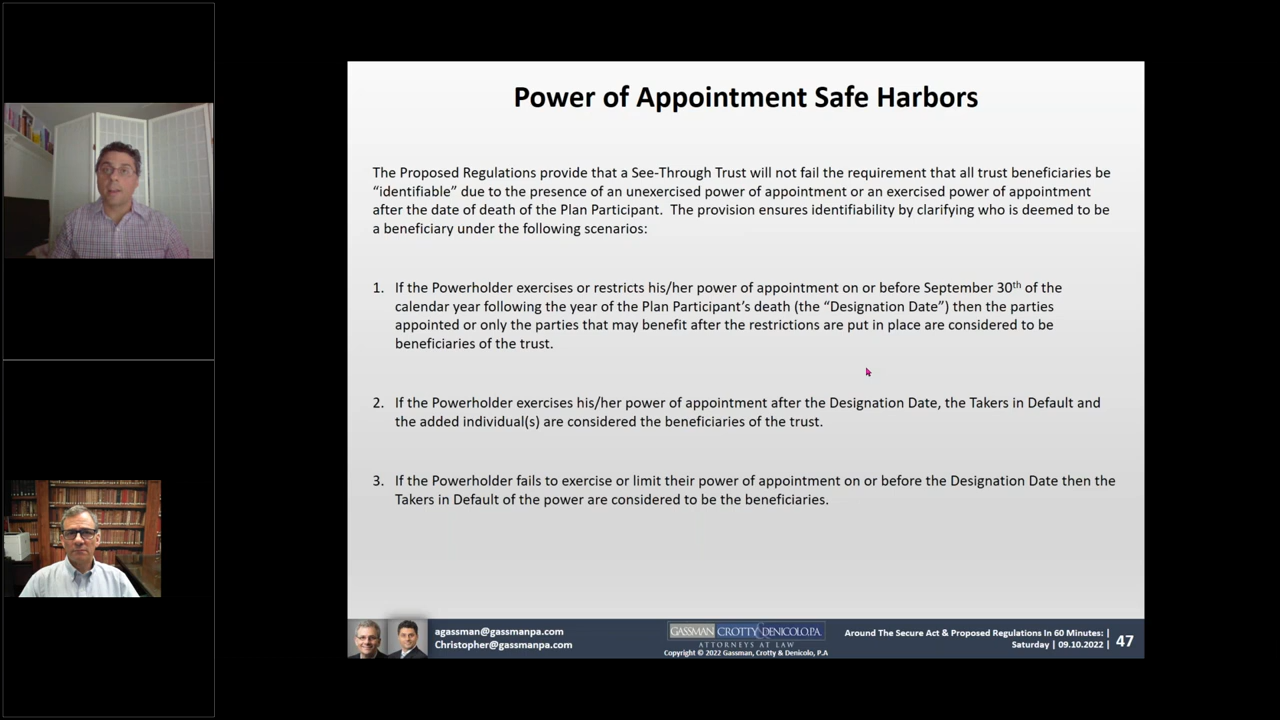 Power of Appointment Safe Harbors
The Proposed Regulations provide that a See-Through Trust will not fail the requirement that all trust beneficiaries be
“identifiable” due to the presence of an unexercised power of appointment or an exercised power of appointment
after the date of death of the Plan Participant.  The provision ensures identifiability by clarifying who is deemed to be
a beneficiary under the following scenarios:
1. If the Powerholder exercises or restricts his/her power of appointment on or before September 30th of the
calendar year following the year of the Plan Participant’s death (the “Designation Date”) then the parties
appointed or only the parties that may benefit after the restrictions are put in place are considered to be
beneficiaries of the trust.
2. If the Powerholder exercises his/her power of appointment after the Designation Date, the Takers in Default and
the added individual(s) are considered the beneficiaries of the trust.
3. If the Powerholder fails to exercise or limit their power of appointment on or before the Designation Date then the
Takers in Default of the power are considered to be the beneficiaries.
agassman@gassmanpa.com
Christopher@gassmanpa.com
GASSMAN CROTTY DENICOLO, P.A.
ATTORNEYS AT LAW
Copyright © 2022 Gassman, Crotty & Denicolo, P.A
Around The Secure Act & Proposed Regulations In 60 Minutes: |
Saturday | 09.10.2022 |
47